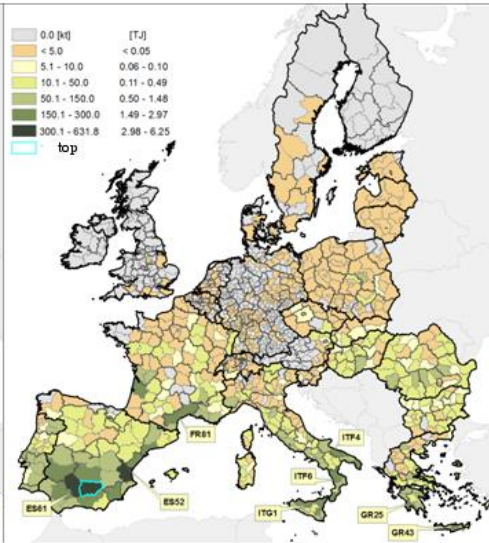 0.0 [kt] [TJ]
< 5.0 < 0.05
5.1 - 10.0 0.06 - 0.10
10.1 - 50.0 0.11 - 0.49
50.1 - 150.0 0.50 - 1.48
150.1 - 300.0 1.49 - 2.97
300.1 - 631.8 2.98 - 6.25
top
FR81
ITF4
ITF6
ES61
ES52
ITG1
GR25
GR43